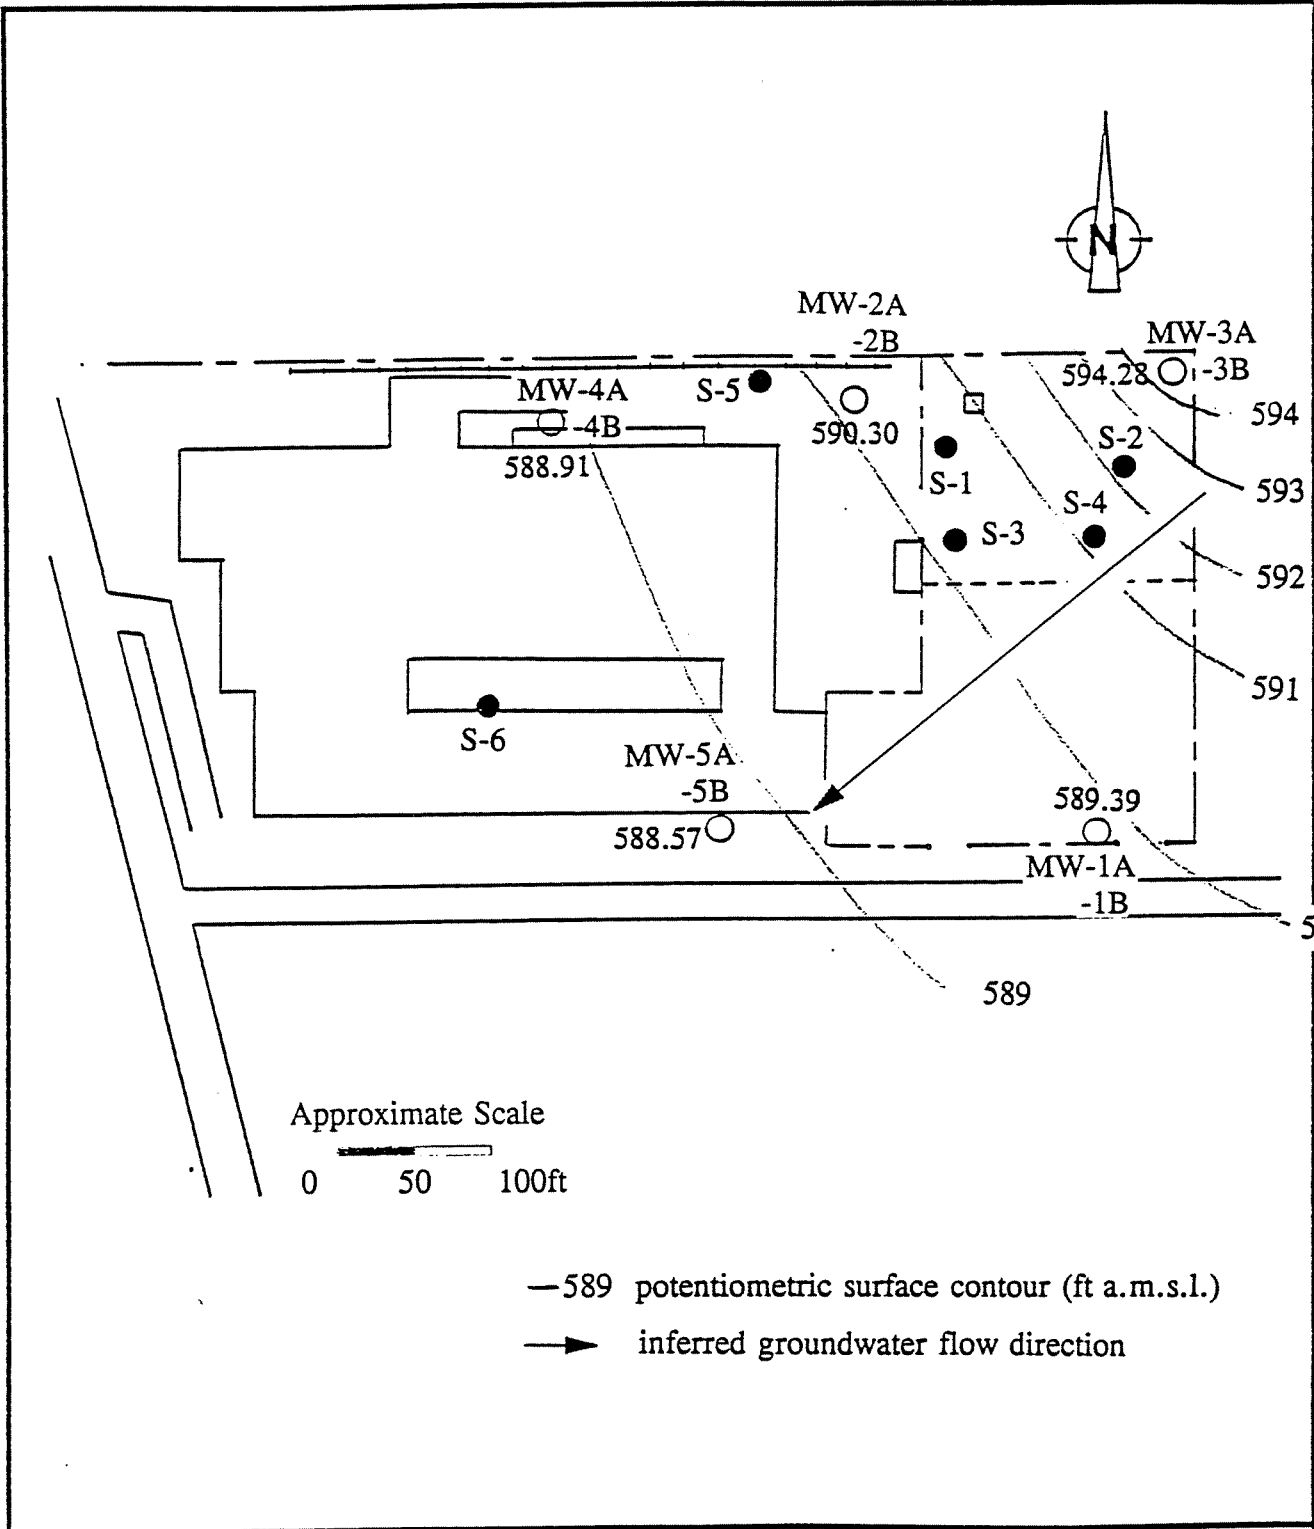 N
MW-2A
-2B
MW-3A
-3B
594.28
594
MW-4A
-4B
588.91
S-5
590.30
S-2
S-1
593
S-4
S-3
592
591
S-6
MW-5A
-5B
588.57
589.39
MW-1A
-1B
5
589
Approximate Scale
0 50 100ft
—589 potentiometric surface contour (ft a.m.s.l.)
inferred groundwater flow direction